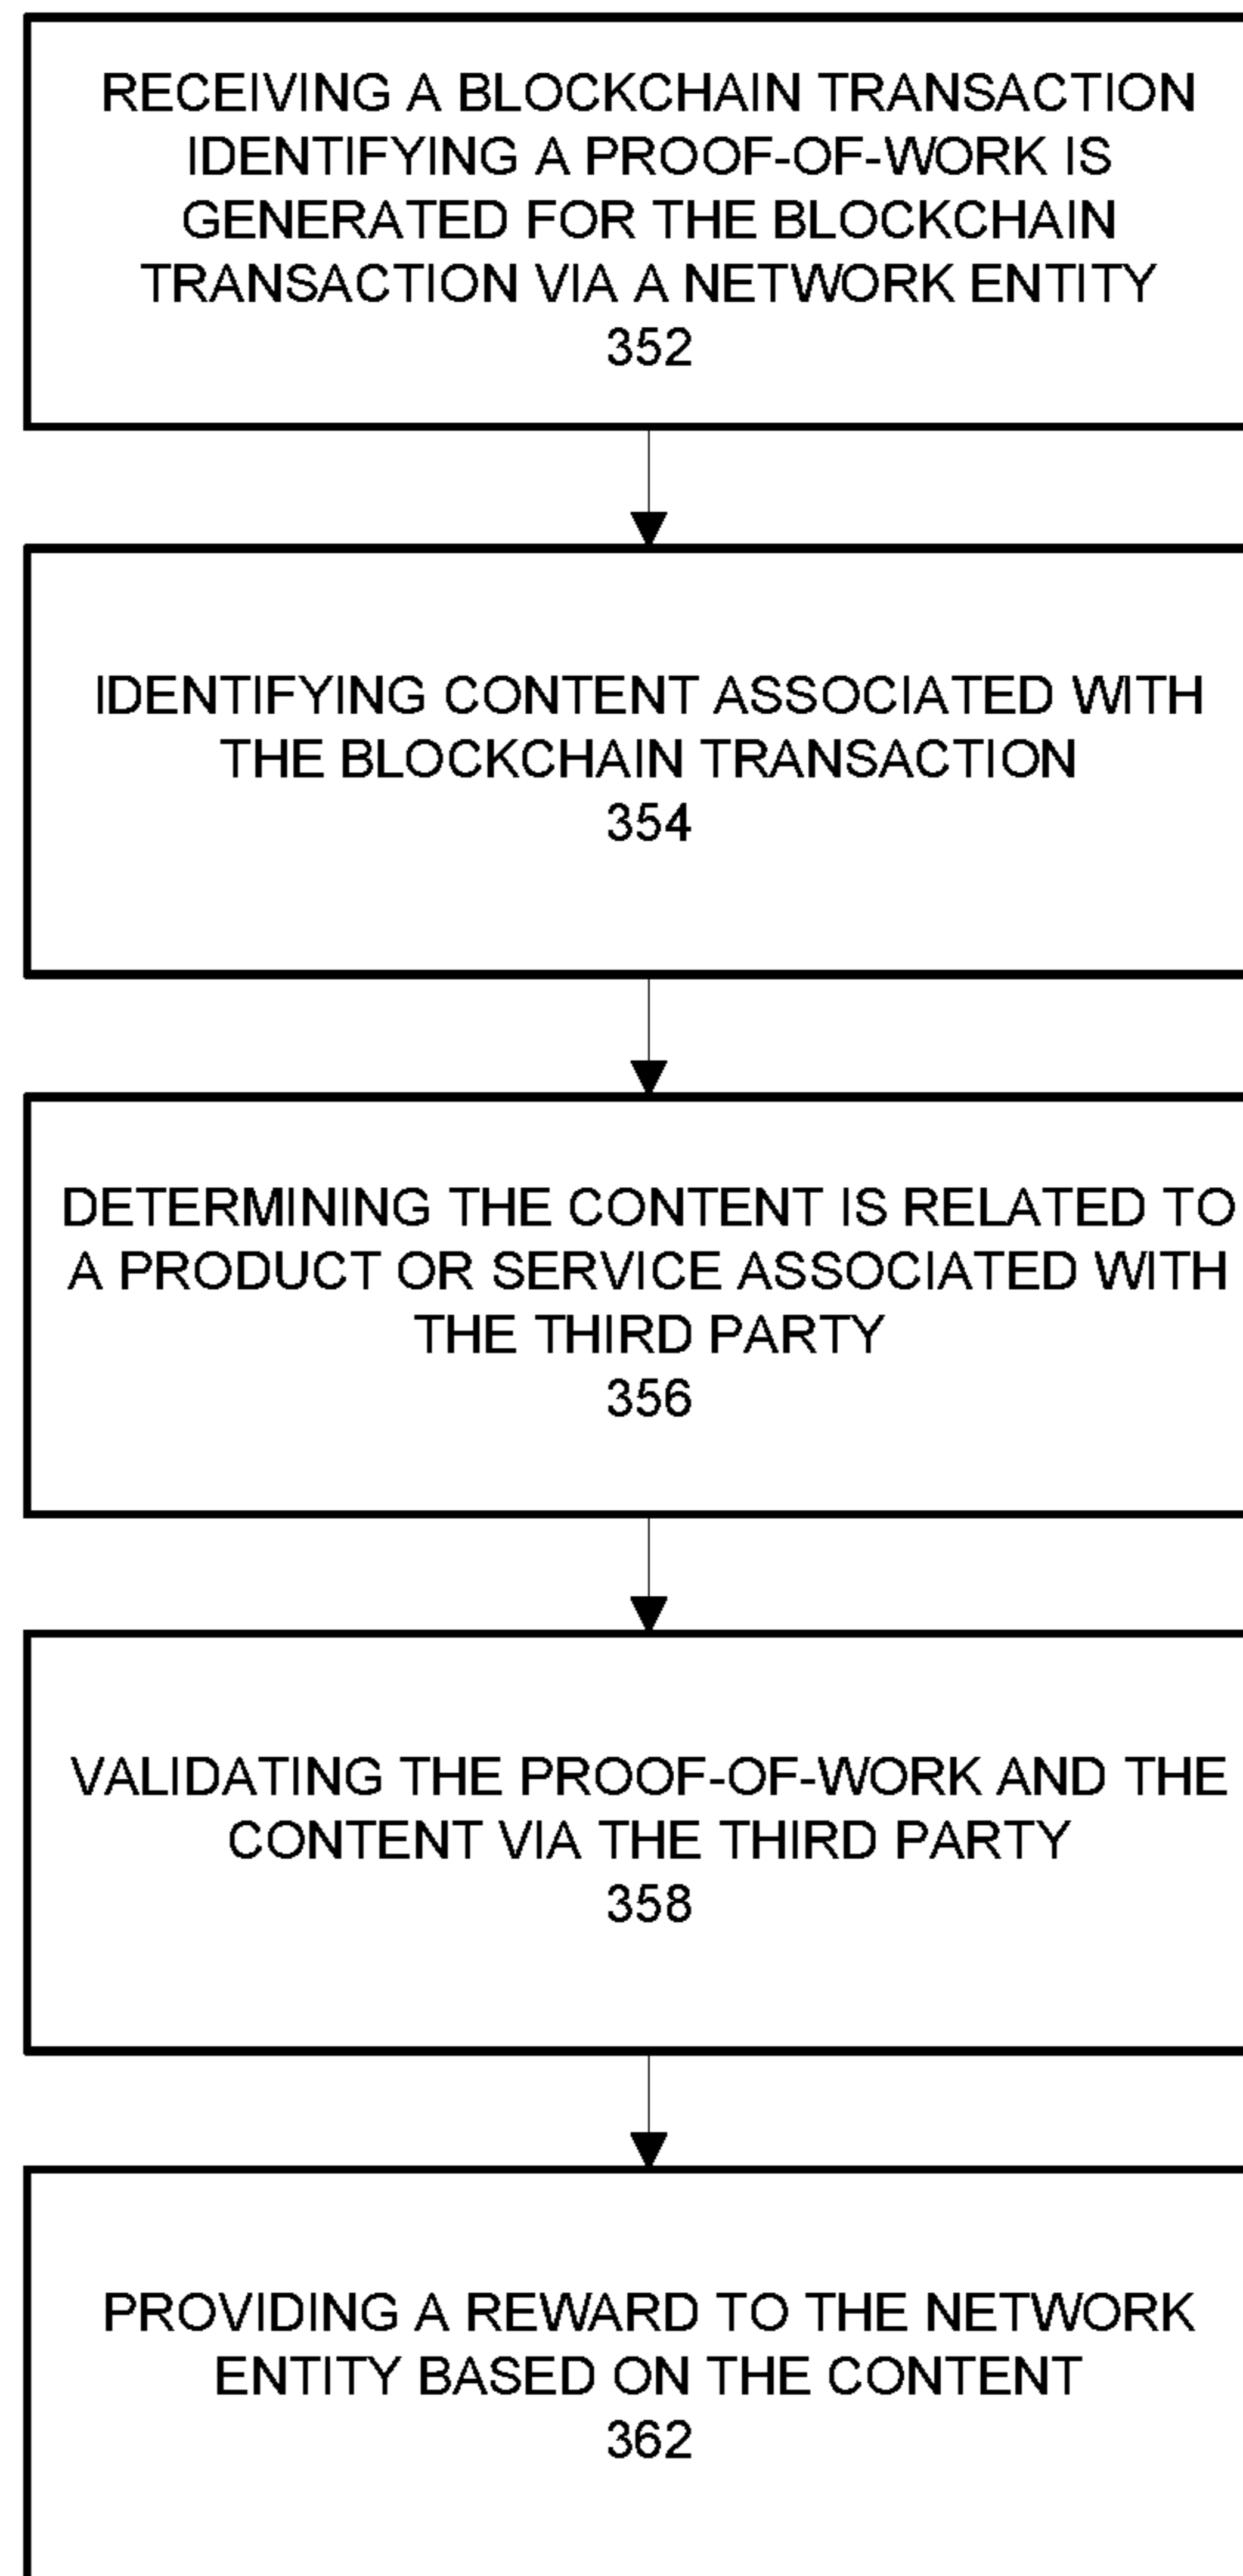 RECEIVING A BLOCKCHAIN TRANSACTION
IDENTIFYING A PROOF-OF-WORK IS
GENERATED FOR THE BLOCKCHAIN
TRANSACTION VIA A NETWORK ENTITY
352
IDENTIFYING CONTENT ASSOCIATED WITH
THE BLOCKCHAIN TRANSACTION
354
DETERMINING THE CONTENT IS RELATED TO
A PRODUCT OR SERVICE ASSOCIATED WITH
THE THIRD PARTY
356
VALIDATING THE PROOF-OF-WORK AND THE
CONTENT VIA THE THIRD PARTY
358
PROVIDING A REWARD TO THE NETWORK
ENTITY BASED ON THE CONTENT
362